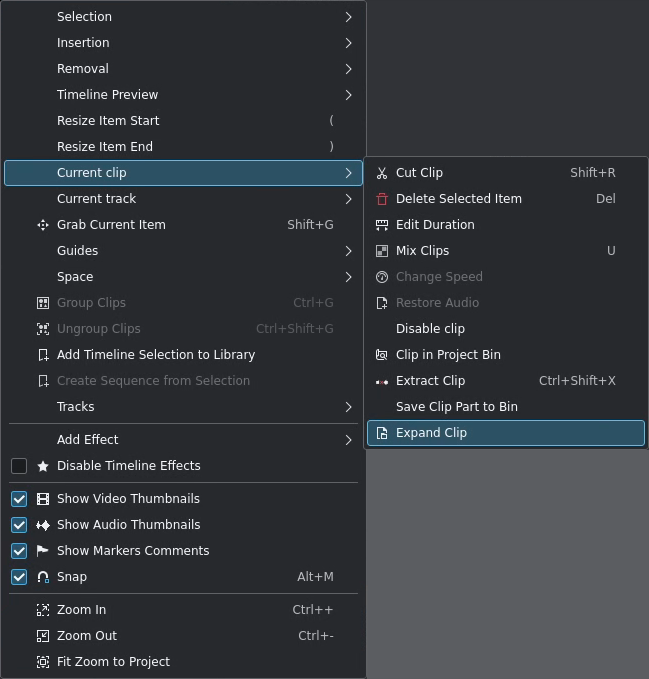 Selection
Insertion
Removal
Timeline Preview
Resize Item Start (
Resize Item End )
Current clip
Current track
Grab Current Item Shift+G
Guides
Space
Group Clips Ctrl+G
Ungroup Clips Ctrl+Shift+G
Add Timeline Selection to Library
Create Sequence from Selection
Tracks
Add Effect
Disable Timeline Effects
Show Video Thumbnails
Show Audio Thumbnails
Show Markers Comments
Snap Alt+M
Zoom In Ctrl++
Zoom Out Ctrl+-
Fit Zoom to Project
Cut Clip Shift+R
Delete Selected Item Del
Edit Duration
Mix Clips U
Change Speed
Restore Audio
Disable clip
Clip in Project Bin
Extract Clip Ctrl+Shift+X
Save Clip Part to Bin
Expand Clip